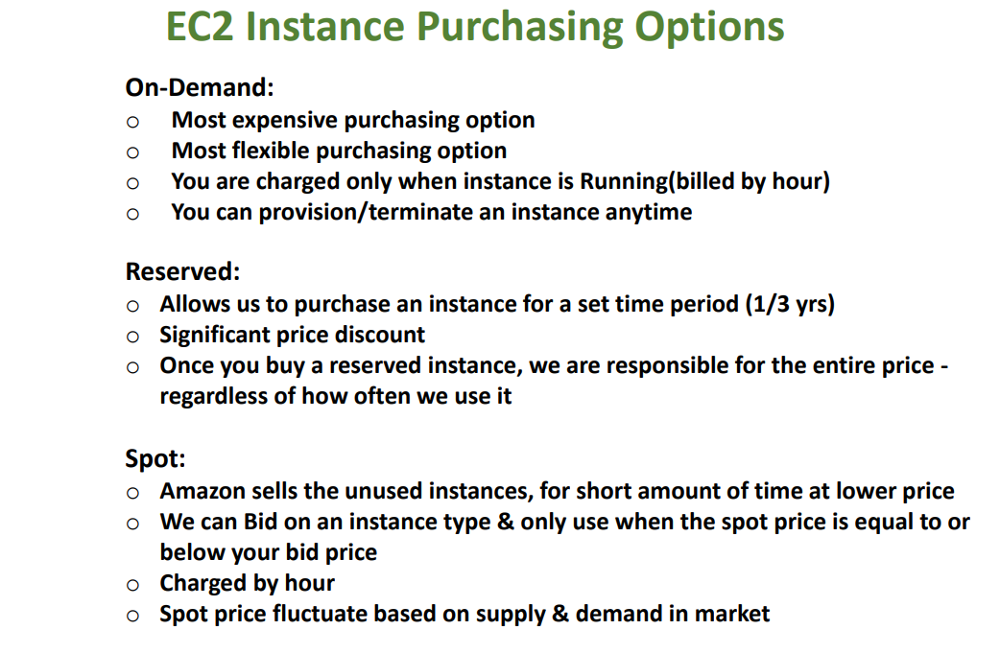 EC2 Instance Purchasing Options
On-Demand:
o Most expensive purchasing option
o Most flexible purchasing option
o You are charged only when instance is Running(billed by hour)
o You can provision/terminate an instance anytime
Reserved:
o Allows us to purchase an instance for a set time period (1/3 yrs)
o Significant price discount
o Once you buy a reserved instance, we are responsible for the entire price -
regardless of how often we use it
Spot:
o Amazon sells the unused instances, for short amount of time at lower price
o We can Bid on an instance type & only use when the spot price is equal to or
below your bid price
o Charged by hour
o Spot price fluctuate based on supply & demand in market